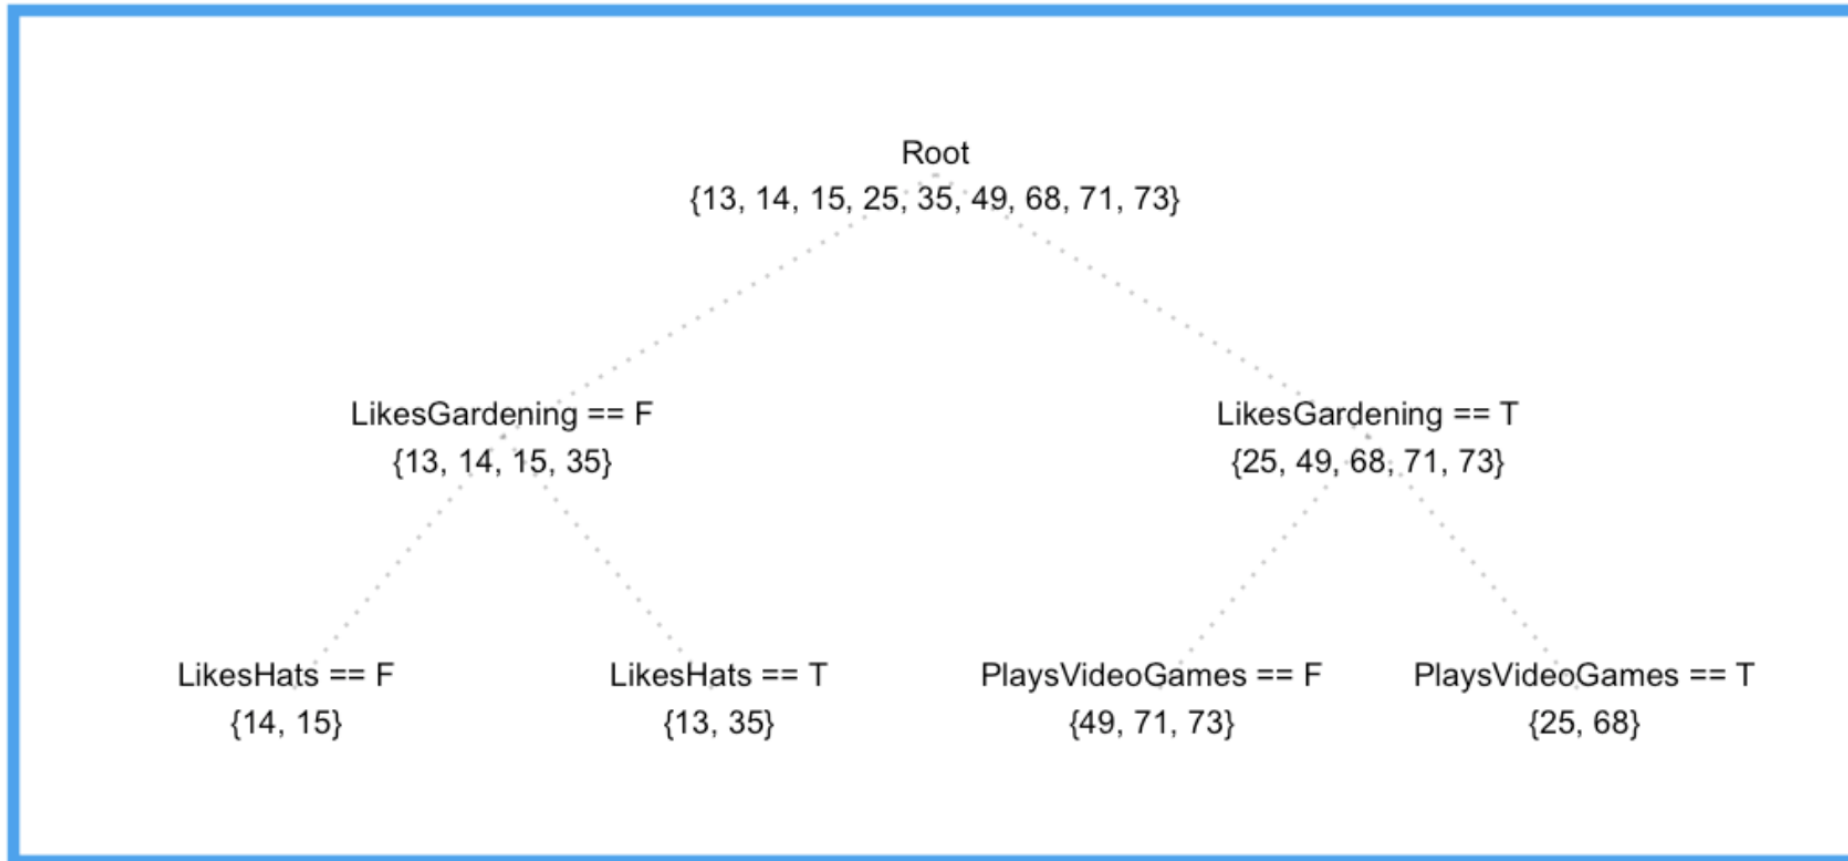 Root
{13, 14, 15, 25, 35, 49, 68, 71, 73}
LikesGardening == F
{13, 14, 15, 35}
LikesGardening == T
{25, 49, 68, 71, 73}
LikesHats == F
{14, 15}
LikesHats == T
{13, 35}
PlaysVideoGames == F
{49, 71, 73}
PlaysVideoGames == T
{25, 68}